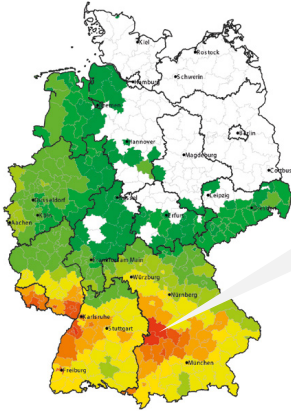 Kiel
Rostock
Hamburg
Schwerin
Bremen
Hannover
Berlin
Magdeburg
Cottbus
Düsseldorf
Kassel
Leipzig
Dresden
Köln
Erfurt
Aachen
Frankfurt am Main
Würzburg
Nürnberg
Karlsruhe
Stuttgart
München
Freiburg